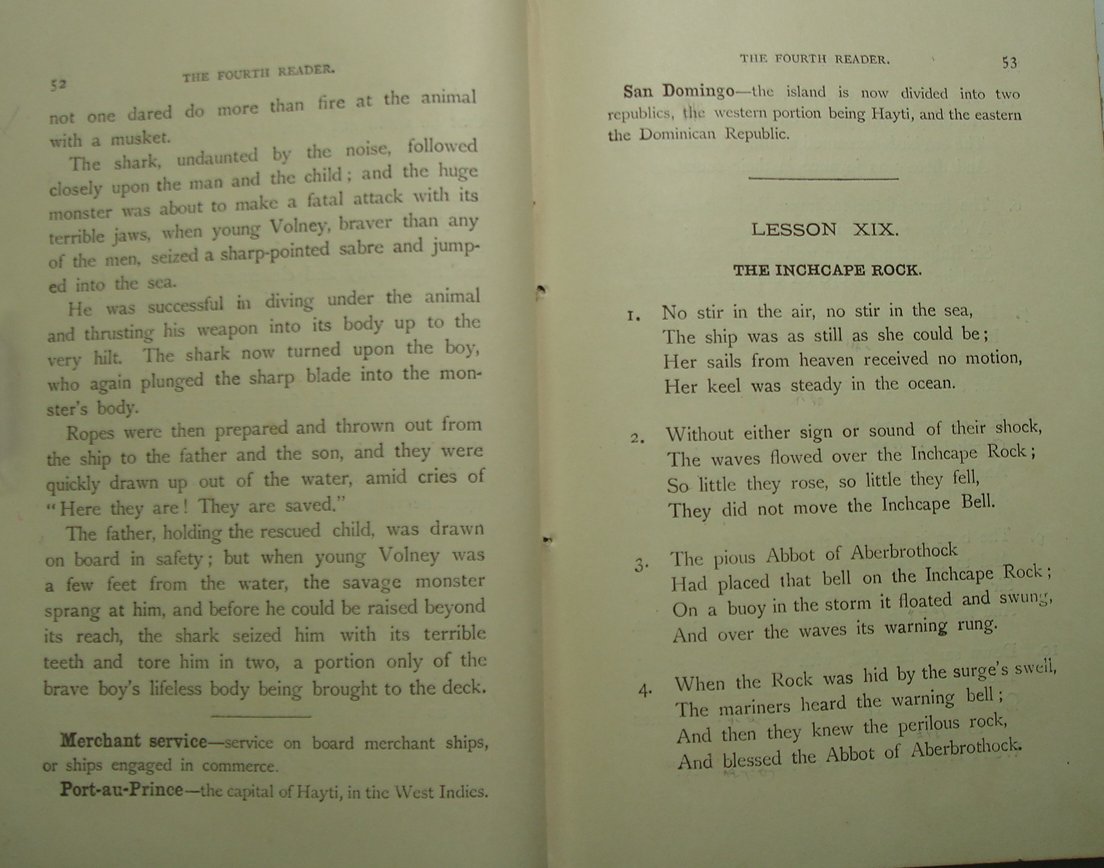 52
THE FOURTH READER.
not one dared do more than fire at the animal
with a musket.
The shark, undaunted by the noise, followed
closely upon the man and the child; and the huge
monster was about to make a fatal attack with its
terrible jaws, when young Volney, braver than any
of the men, seized a sharp-pointed sabre and jump-
ed into the sea.
He was successful in diving under the animal
and thrusting his weapon into its body up to the
very hilt. The shark now turned upon the boy,
who again plunged the sharp blade into the mon-
ster's body.
Ropes were then prepared and thrown out from
the ship to the father and the son, and they were
quickly drawn up out of the water, amid cries of
"Here they are! They are saved."
The father, holding the rescued child, was drawn
on board in safety; but when young Volney was
a few feet from the water, the savage monster
sprang at him, and before he could be raised beyond
its reach, the shark seized him with its terrible
teeth and tore him in two, a portion only of the
brave boy's lifeless body being brought to the deck.
Merchant service—service on board merchant ships,
or ships engaged in commerce.
Port-au-Prince—the capital of Hayti, in the West Indies.
THE FOURTH READER.
53
San Domingo—the island is now divided into two
republics, the western portion being Hayti, and the eastern
the Dominican Republic.
LESSON XIX.
THE INCHCAPE ROCK.
1. No stir in the air, no stir in the sea,
The ship was as still as she could be;
Her sails from heaven received no motion,
Her keel was steady in the ocean.
2. Without either sign or sound of their shock,
The waves flowed over the Inchcape Rock;
So little they rose, so little they fell,
They did not move the Inchcape Bell.
3. The pious Abbot of Aberbrothock
Had placed that bell on the Inchcape Rock;
On a buoy in the storm it floated and swung,
And over the waves its warning rung.
4. When the Rock was hid by the surge's swell,
The mariners heard the warning bell;
And then they knew the perilous rock,
And blessed the Abbot of Aberbrothock.